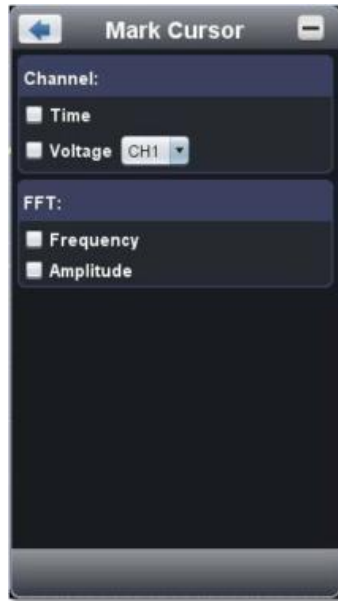 Mark Cursor
Channel:
Time
Voltage CH1
FFT:
Frequency
Amplitude